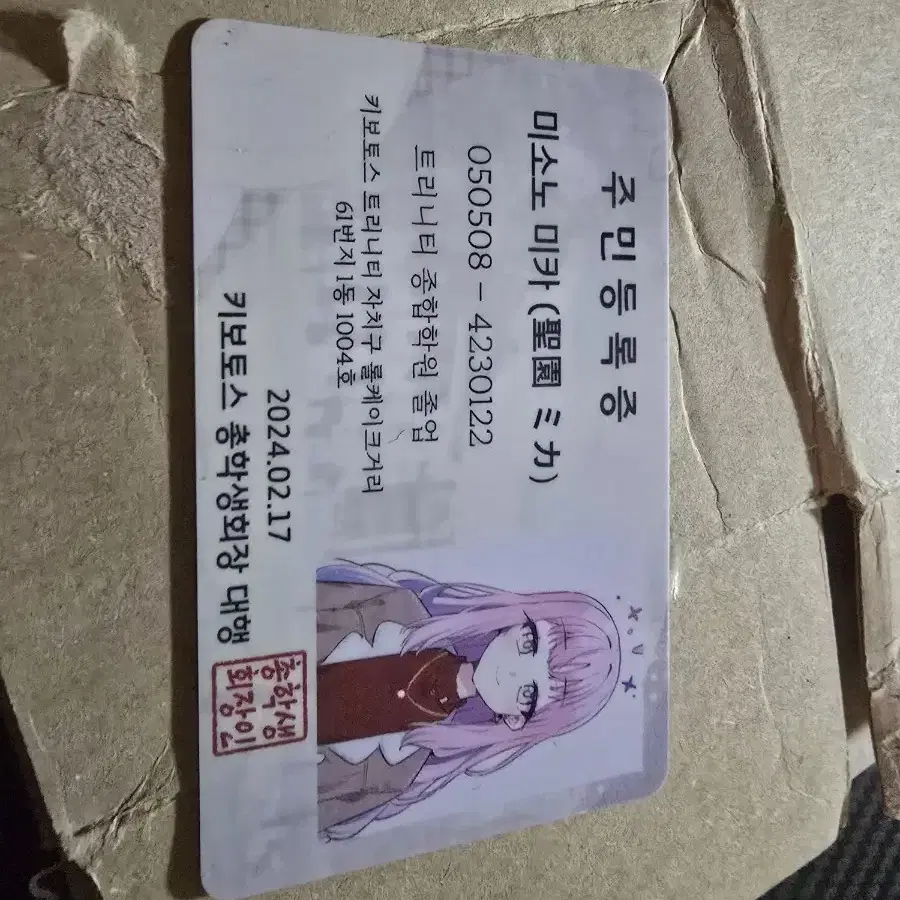 주민등록증
미소노 미카 (聖園 ミカ)
050508 - 4230122
트리니티 종합학원 졸업
키보토스 트리니티 자치구 롤케이크거리
61번지 1동 1004호
2024.02.17
키보토스 총학생회장 대행
총학생
회장인